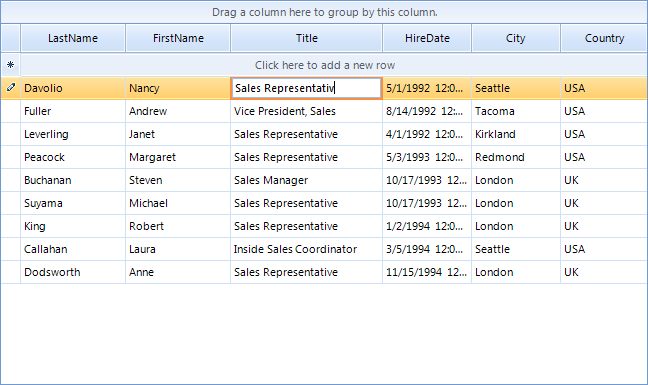 Drag a column here to group by this column.
LastName FirstName Title HireDate City Country
Click here to add a new row
Davolio Nancy Sales Representativ 5/1/1992 12:0... Seattle USA
Fuller Andrew Vice President, Sales 8/14/1992 12... Tacoma USA
Leverling Janet Sales Representative 4/1/1992 12:0... Kirkland USA
Peacock Margaret Sales Representative 5/3/1993 12:0... Redmond USA
Buchanan Steven Sales Manager 10/17/1993 12... London UK
Suyama Michael Sales Representative 10/17/1993 12... London UK
King Robert Sales Representative 1/2/1994 12:0... London UK
Callahan Laura Inside Sales Coordinator 3/5/1994 12:0... Seattle USA
Dodsworth Anne Sales Representative 11/15/1994 12... London UK